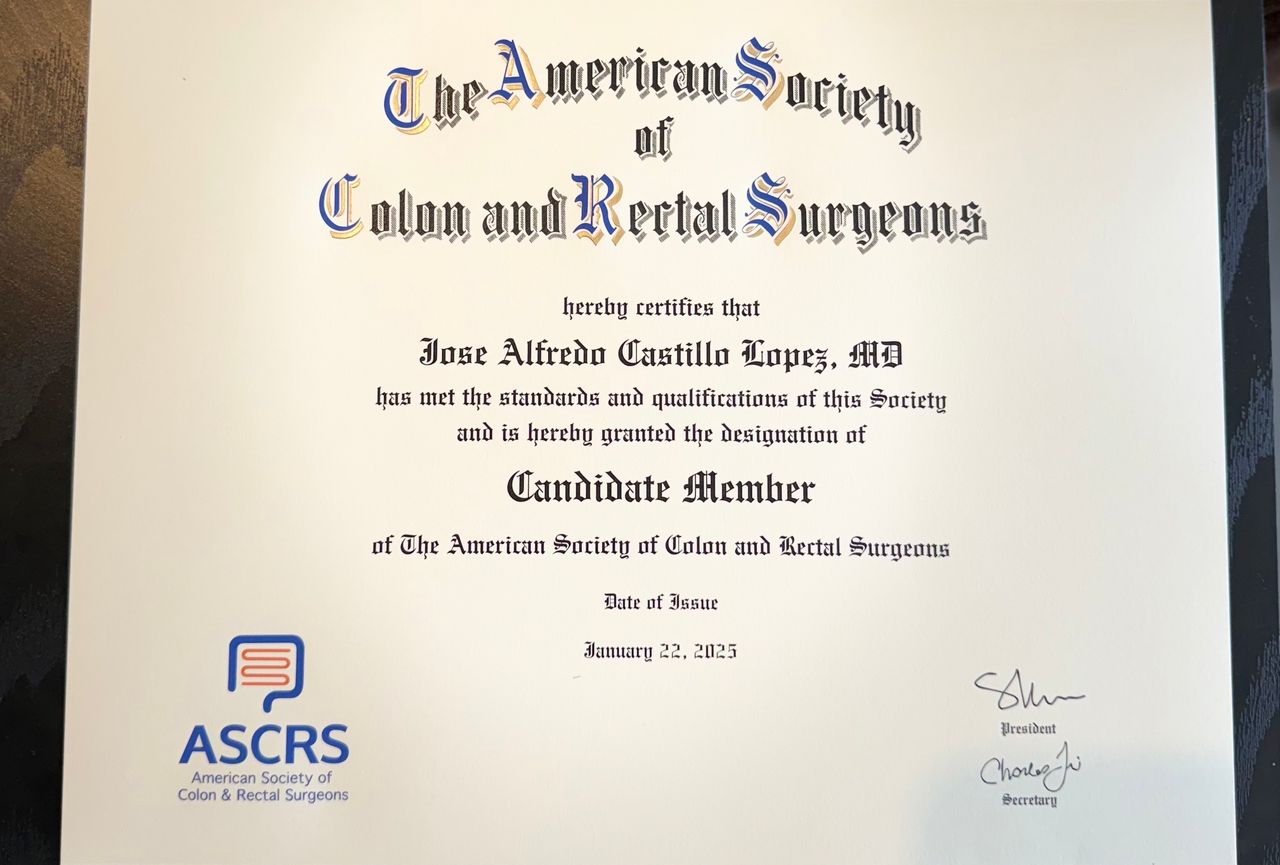 The American Society
of
Colon and Rectal Surgeons
hereby certifies that
Jose Alfredo Castillo Lopez, MD
has met the standards and qualifications of this Society
and is hereby granted the designation of
Candidate Member
of The American Society of Colon and Rectal Surgeons
Date of Issue
January 22, 2025
ASCRS
American Society of
Colon & Rectal Surgeons
President
Secretary